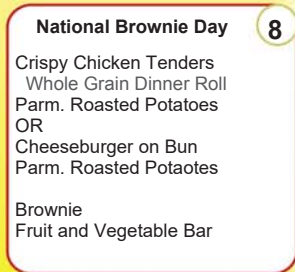 National Brownie Day 8
Crispy Chicken Tenders
Whole Grain Dinner Roll
Parm. Roasted Potatoes
OR
Cheeseburger on Bun
Parm. Roasted Potaotes
Brownie
Fruit and Vegetable Bar